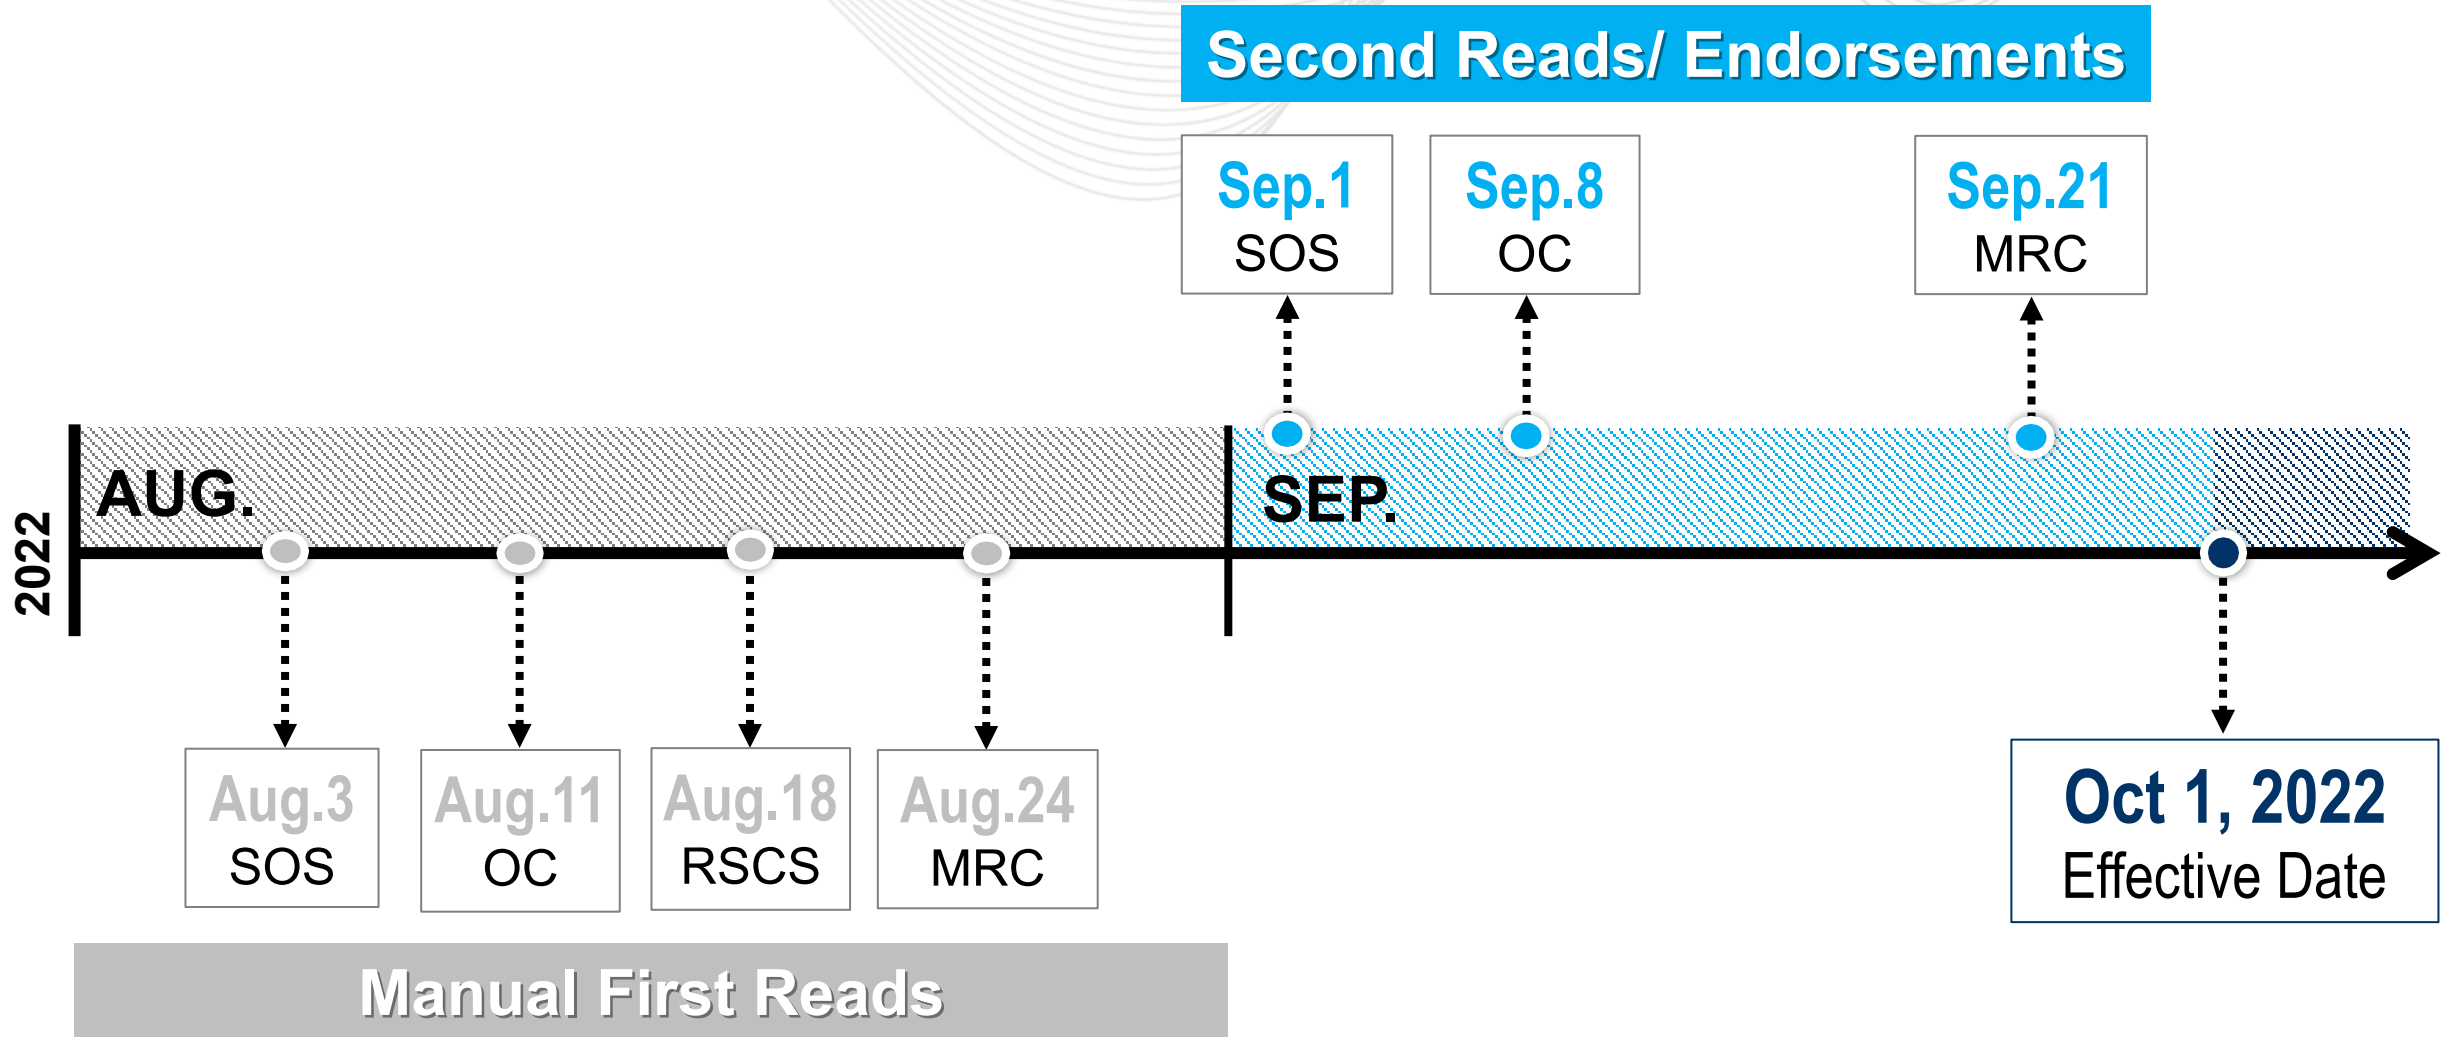 Second Reads/ Endorsements
Sep.1
SOS
Sep.8
OC
Sep.21
MRC
2022
AUG.
SEP.
Aug.3
SOS
Aug.11
OC
Aug.18
RSCS
Aug.24
MRC
Oct 1, 2022
Effective Date
Manual First Reads